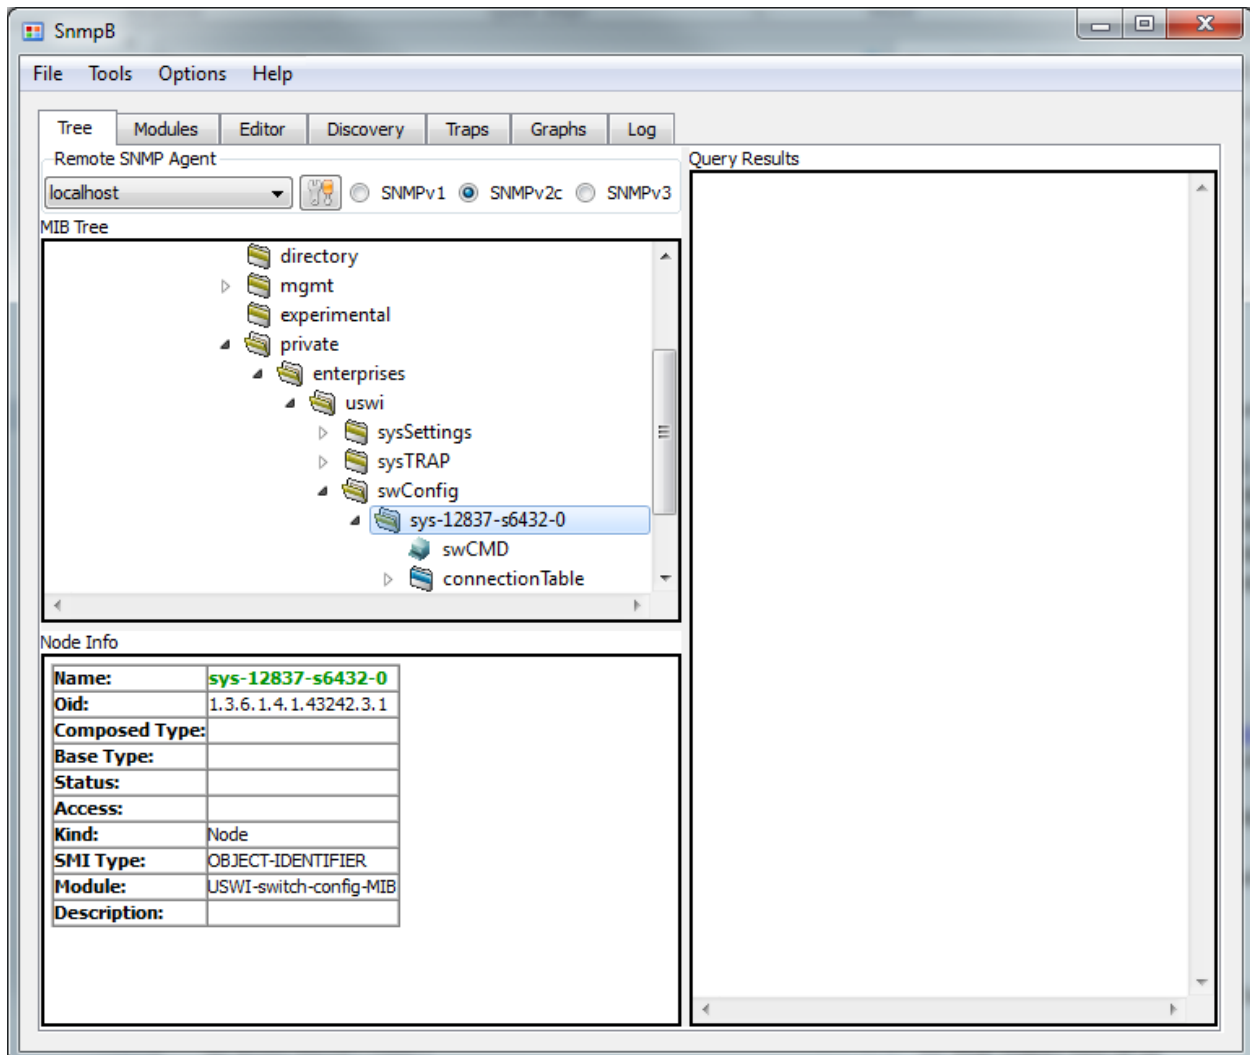 SnmpB
File Tools Options Help
Tree Modules Editor Discovery Traps Graphs Log
Remote SNMP Agent
localhost SNMPv1 SNMPv2c SNMPv3
MIB Tree
directory
mgmt
experimental
private
enterprises
uswi
sysSettings
sysTRAP
swConfig
sys-12837-s6432-0
swCMD
connectionTable
Node Info
Name: sys-12837-s6432-0
Oid: 1.3.6.1.4.1.43242.3.1
Composed Type:
Base Type:
Status:
Access:
Kind: Node
SMI Type: OBJECT-IDENTIFIER
Module: USWI-switch-config-MIB
Description:
Query Results